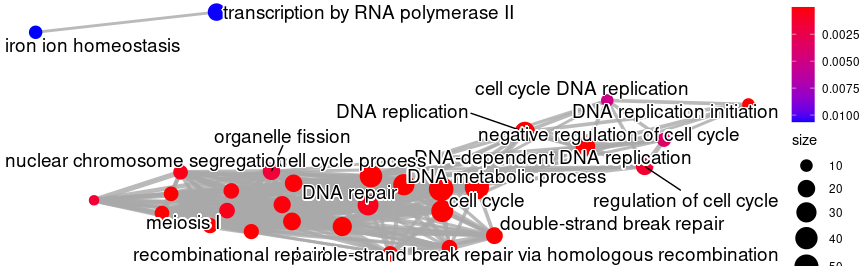 transcription by RNA polymerase II
iron ion homeostasis
0.0025
0.0050
0.0075
0.0100
cell cycle DNA replication
DNA replication
DNA replication initiation
organelle fission
negative regulation of cell cycle
size
nuclear chromosome segregation
ell cycle process
DNA-dependent DNA replication
10
DNA metabolic process
20
DNA repair
cell cycle
regulation of cell cycle
30
meiosis I
double-strand break repair
40
recombinational repair
ble-strand break repair via homologous recombination
50